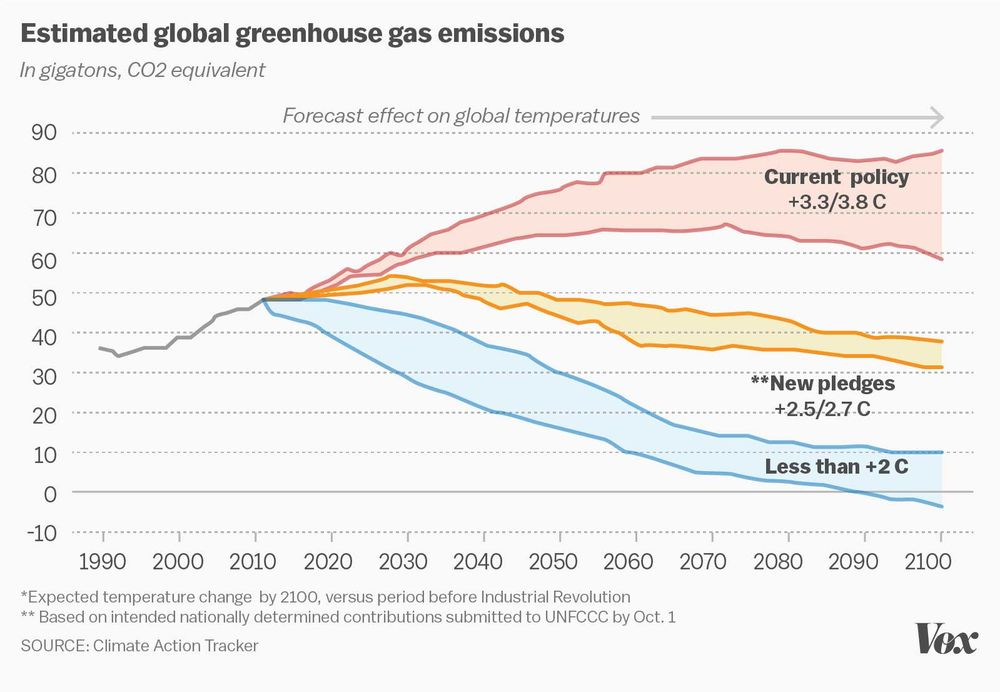 Estimated global greenhouse gas emissions
In gigatons, CO2 equivalent
Forecast effect on global temperatures
90
80
70
60
50
40
30
20
10
0
-10
Current policy
+3.3/3.8 C
**New pledges
+2.5/2.7 C
Less than +2 C
1990 2000 2010 2020 2030 2040 2050 2060 2070 2080 2090 2100
*Expected temperature change by 2100, versus period before Industrial Revolution
** Based on intended nationally determined contributions submitted to UNFCCC by Oct. 1
SOURCE: Climate Action Tracker
Vox